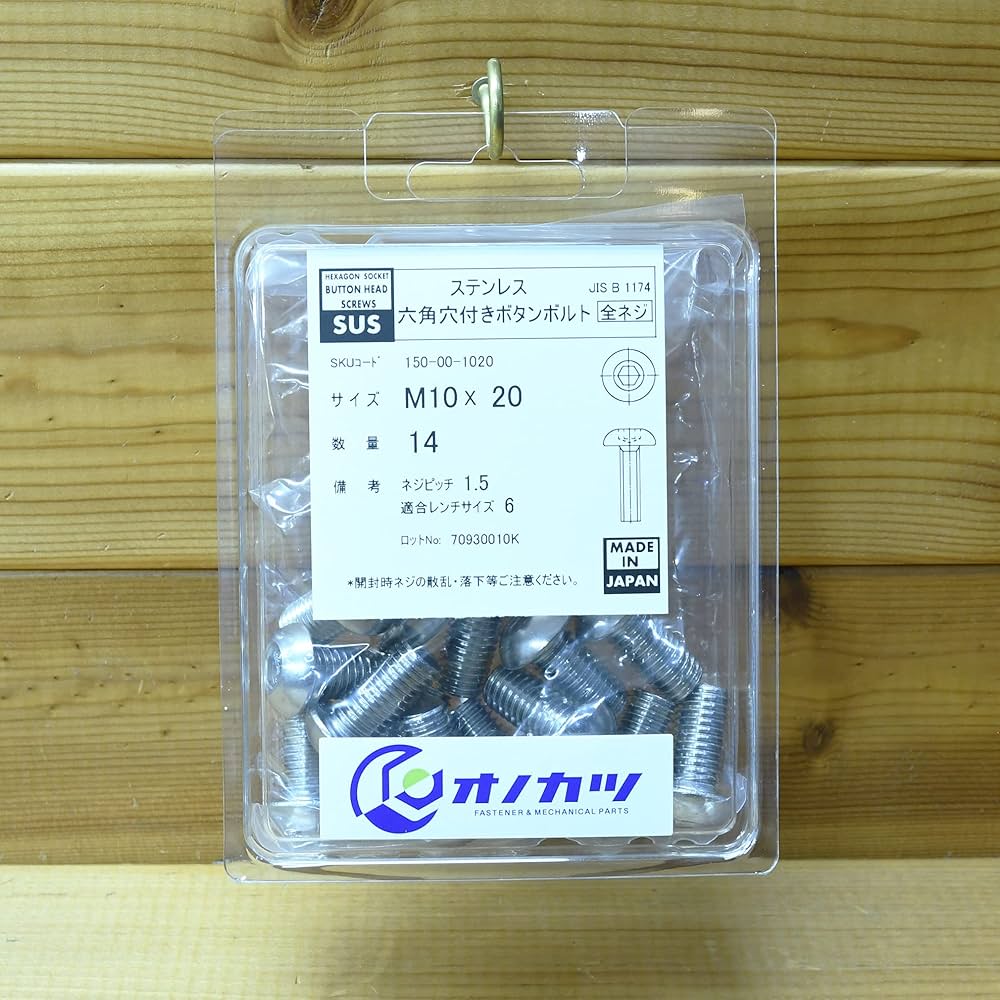 HEXAGON SOCKET
BUTTON HEAD
SCREWS
SUS
ステンレス
JIS B 1174
六角穴付きボタンボルト 全ネジ
SKUコード 150-00-1020
サイズ M10 x 20
数量 14
備考 ネジピッチ 1.5
適合レンチサイズ 6
ロットNo: 70930010K
MADE
IN
JAPAN
*開封時ネジの散乱・落下等ご注意ください。
オノカツ
FASTENER & MECHANICAL PARTS